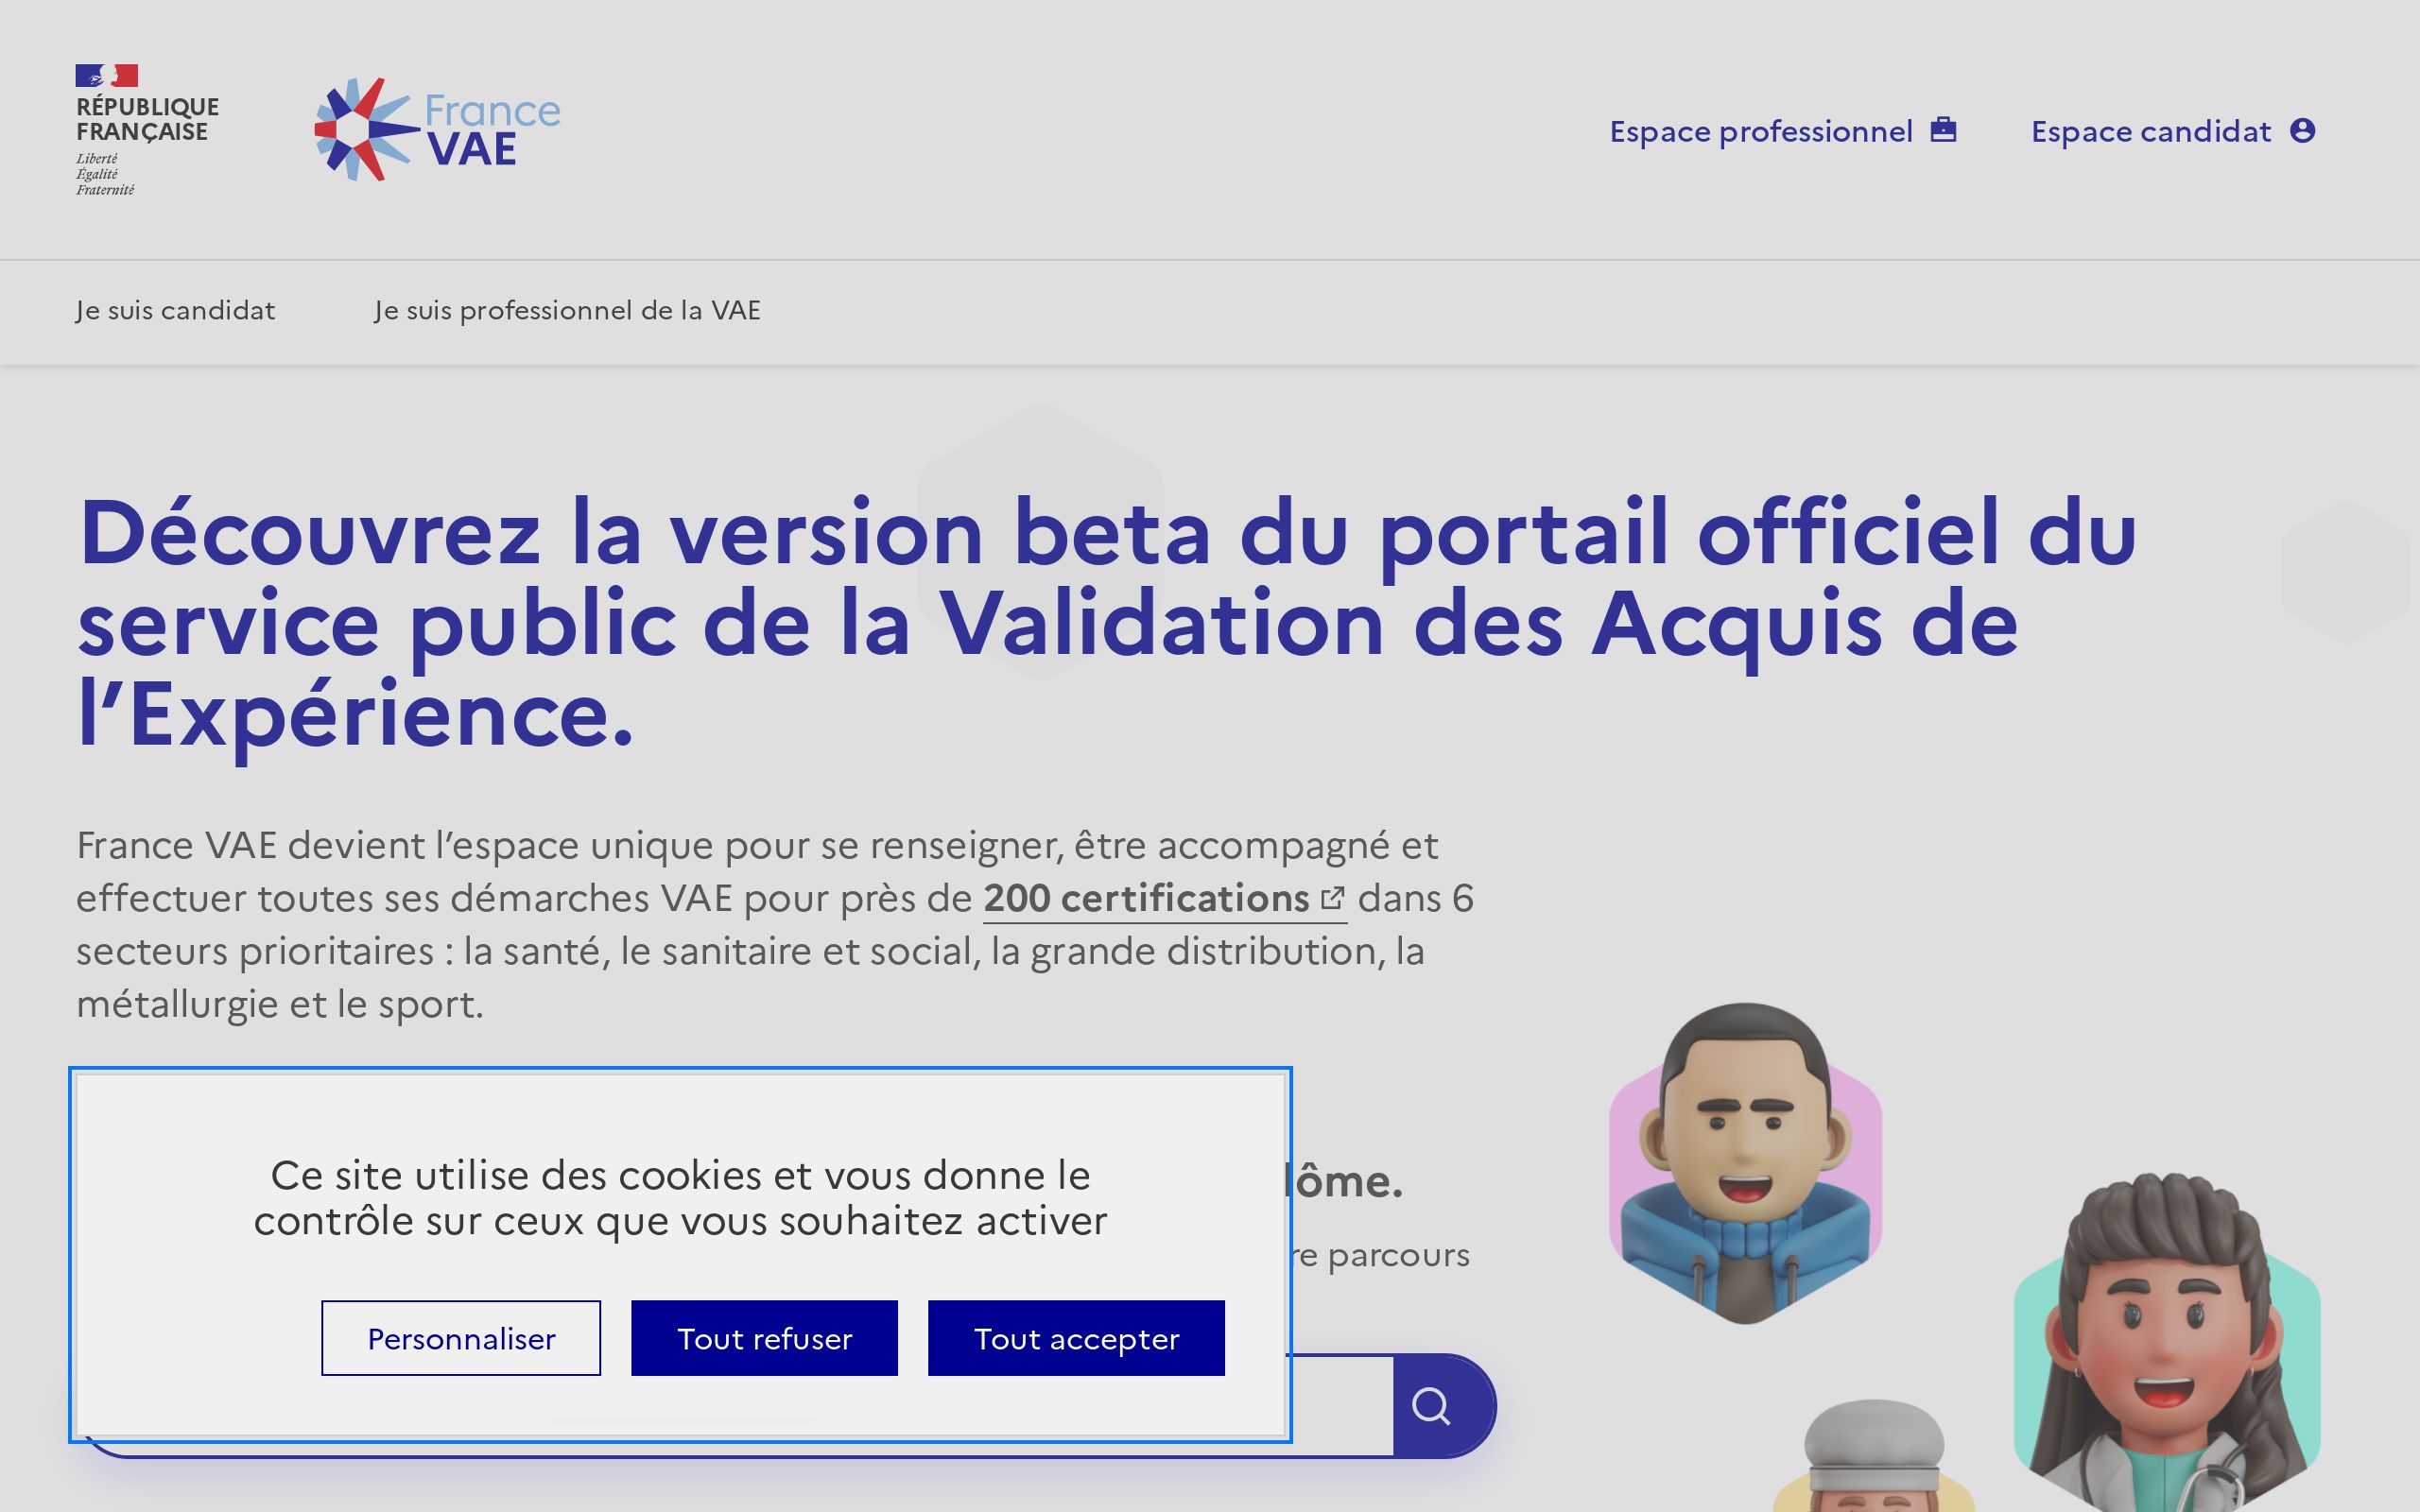 RÉPUBLIQUE
FRANÇAISE
Liberté
Égalité
Fraternité
France
VAE
Espace professionnel
Espace candidat
Je suis candidat
Je suis professionnel de la VAE
Découvrez la version beta du portail officiel du
service public de la Validation des Acquis de
l’Expérience.
France VAE devient l’espace unique pour se renseigner, être accompagné et
effectuer toutes ses démarches VAE pour près de 200 certifications dans 6
secteurs prioritaires : la santé, le sanitaire et social, la grande distribution, la
métallurgie et le sport.
lôme.
re parcours
Ce site utilise des cookies et vous donne le
contrôle sur ceux que vous souhaitez activer
Personnaliser
Tout refuser
Tout accepter